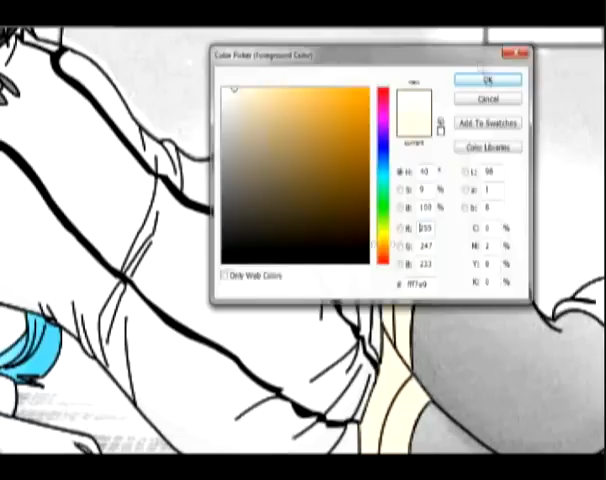 Color Picker (Foreground Color)
new
OK
Cancel
current
Add To Swatches
Color Libraries
H: 40 °
L: 98
S: 9 %
a: 1
B: 100 %
b: 8
R: 255
C: 0 %
G: 247
M: 2 %
B: 233
Y: 8 %
Only Web Colors
# fff7e9
K: 0 %